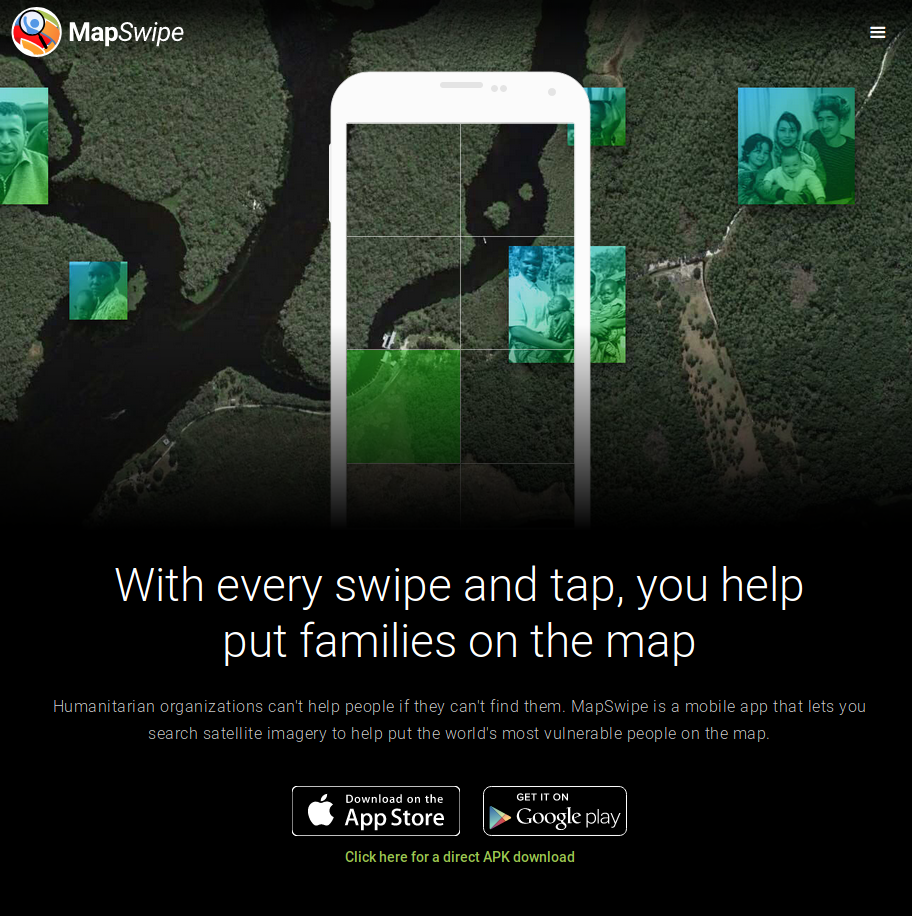 MapSwipe
With every swipe and tap, you help
put families on the map
Humanitarian organizations can't help people if they can't find them. MapSwipe is a mobile app that lets you
search satellite imagery to help put the world's most vulnerable people on the map.
Download on the
App Store
GET IT ON
Google play
Click here for a direct APK download